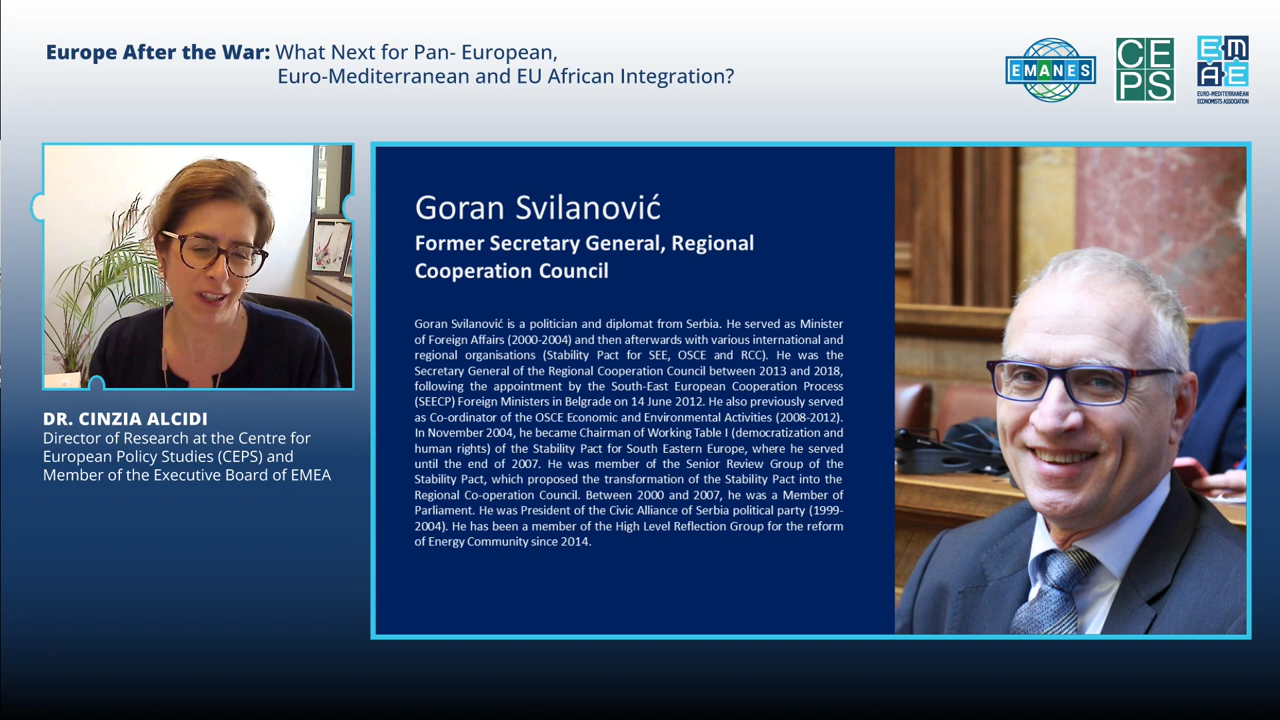 Europe After the War: What Next for Pan- European,
Euro-Mediterranean and EU African Integration?
EMANES
CE
PS
EM
AE
EURO-MEDITERRANEAN
ECONOMISTS ASSOCIATION
Goran Svilanović
Former Secretary General, Regional
Cooperation Council
Goran Svilanović is a politician and diplomat from Serbia. He served as Minister
of Foreign Affairs (2000-2004) and then afterwards with various international and
regional organisations (Stability Pact for SEE, OSCE and RCC). He was the
Secretary General of the Regional Cooperation Council between 2013 and 2018,
following the appointment by the South-East European Cooperation Process
(SEECP) Foreign Ministers in Belgrade on 14 June 2012. He also previously served
as Co-ordinator of the OSCE Economic and Environmental Activities (2008-2012).
In November 2004, he became Chairman of Working Table I (democratization and
human rights) of the Stability Pact for South Eastern Europe, where he served
until the end of 2007. He was member of the Senior Review Group of the
Stability Pact, which proposed the transformation of the Stability Pact into the
Regional Co-operation Council. Between 2000 and 2007, he was a Member of
Parliament. He was President of the Civic Alliance of Serbia political party (1999-
2004). He has been a member of the High Level Reflection Group for the reform
of Energy Community since 2014.
DR. CINZIA ALCIDI
Director of Research at the Centre for
European Policy Studies (CEPS) and
Member of the Executive Board of EMEA